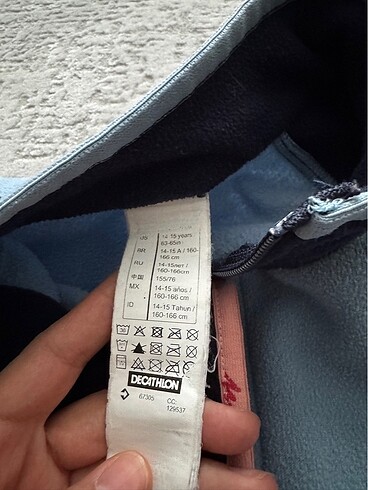 US 14-15 years
63-65in
BR 14-15 A / 160-
166 cm
RU 14-15лет /
160-166cm
中国 155/76
MX 14-15 años /
160-166 cm
ID 14-15 Tahun /
160-166 cm
DECATHLON
67305 CC:
129537